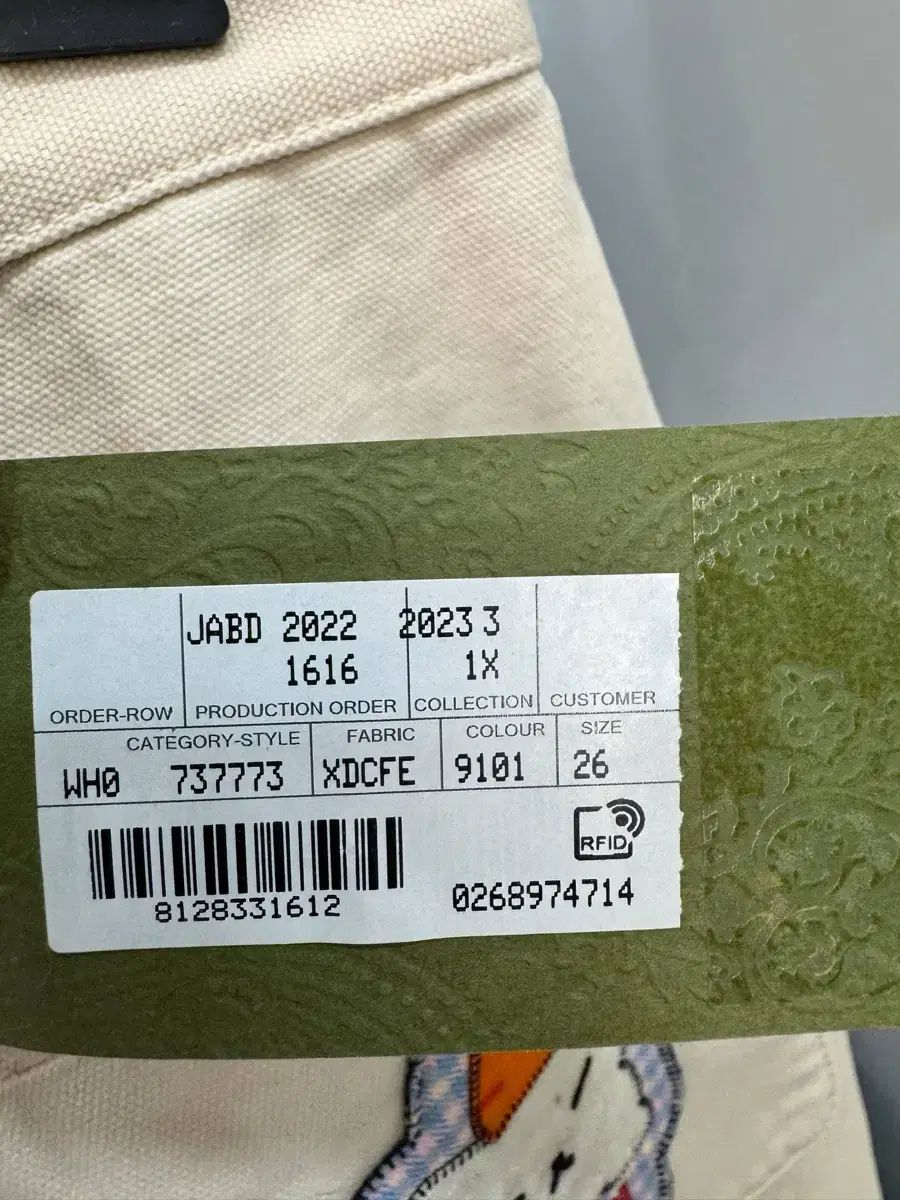 JABD 2022 2023 3
1616 1X
ORDER-ROW PRODUCTION ORDER COLLECTION CUSTOMER
CATEGORY-STYLE FABRIC COLOUR SIZE
WH0 737773 XDCFE 9101 26
RFID
8128331612 0268974714